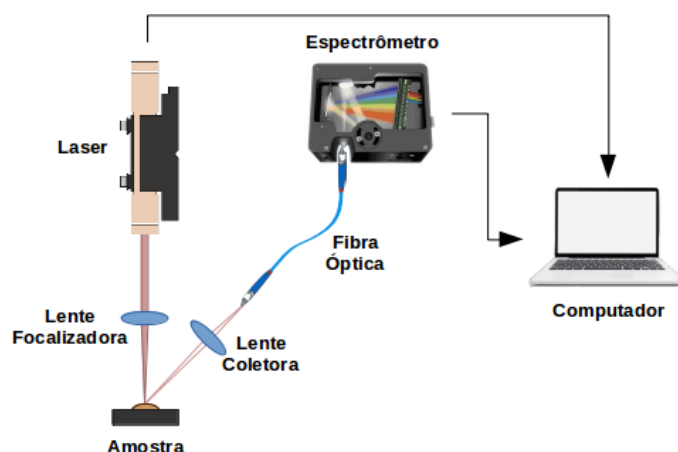 Espectrômetro
Laser
Fibra
Óptica
Lente
Focalizadora
Lente
Coletora
Computador
Amostra